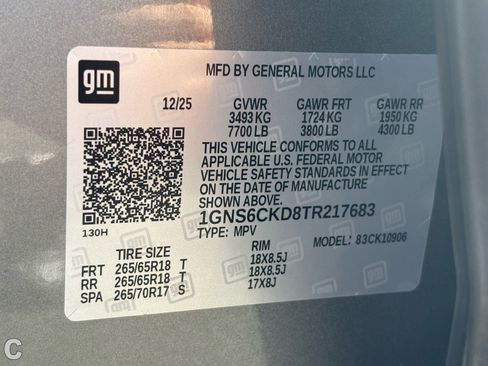 gm
MFD BY GENERAL MOTORS LLC
12/25 GVWR GAWR FRT GAWR RR
3493 KG 1724 KG 1950 KG
7700 LB 3800 LB 4300 LB
THIS VEHICLE CONFORMS TO ALL
APPLICABLE U.S. FEDERAL MOTOR
VEHICLE SAFETY STANDARDS IN EFFECT
ON THE DATE OF MANUFACTURE
SHOWN ABOVE.
1GNS6CKD8TR217683
130H TYPE: MPV MODEL: 83CK10906
TIRE SIZE RIM
FRT 265/65R18 T 18X8.5J
RR 265/65R18 T 18X8.5J
SPA 265/70R17 S 17X8J
C